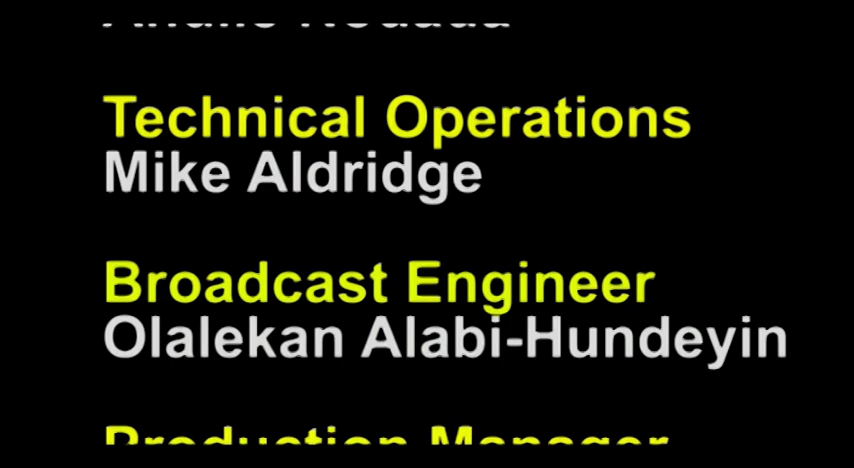 Technical Operations
Mike Aldridge
Broadcast Engineer
Olalekan Alabi-Hundeyin
Production Manager